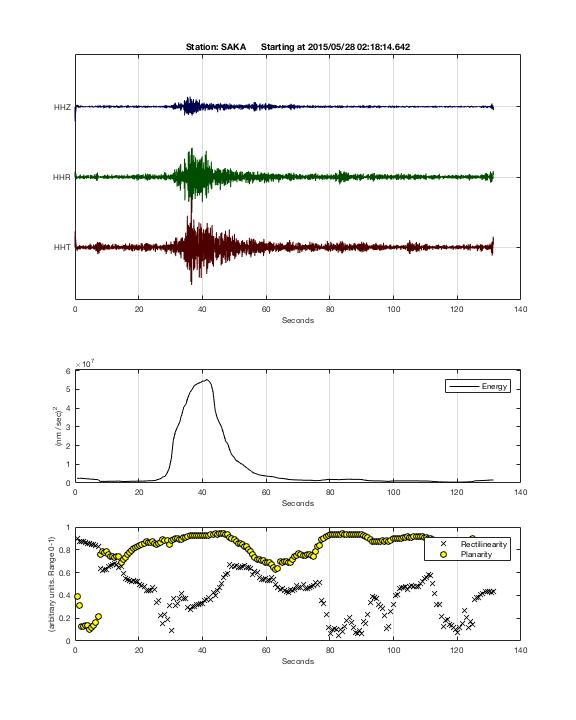 Station: SAKA Starting at 2015/05/28 02:18:14.642
HHZ
HHR
HHT
0 20 40 60 80 100 120 140
Seconds
× 10^7
6
5
4
3
2
1
0
(nm / sec)^2
Energy
0 20 40 60 80 100 120 140
Seconds
1
0.8
0.6
0.4
0.2
0
(arbitrary units. Range 0-1)
Rectilinearity
Planarity
0 20 40 60 80 100 120 140
Seconds